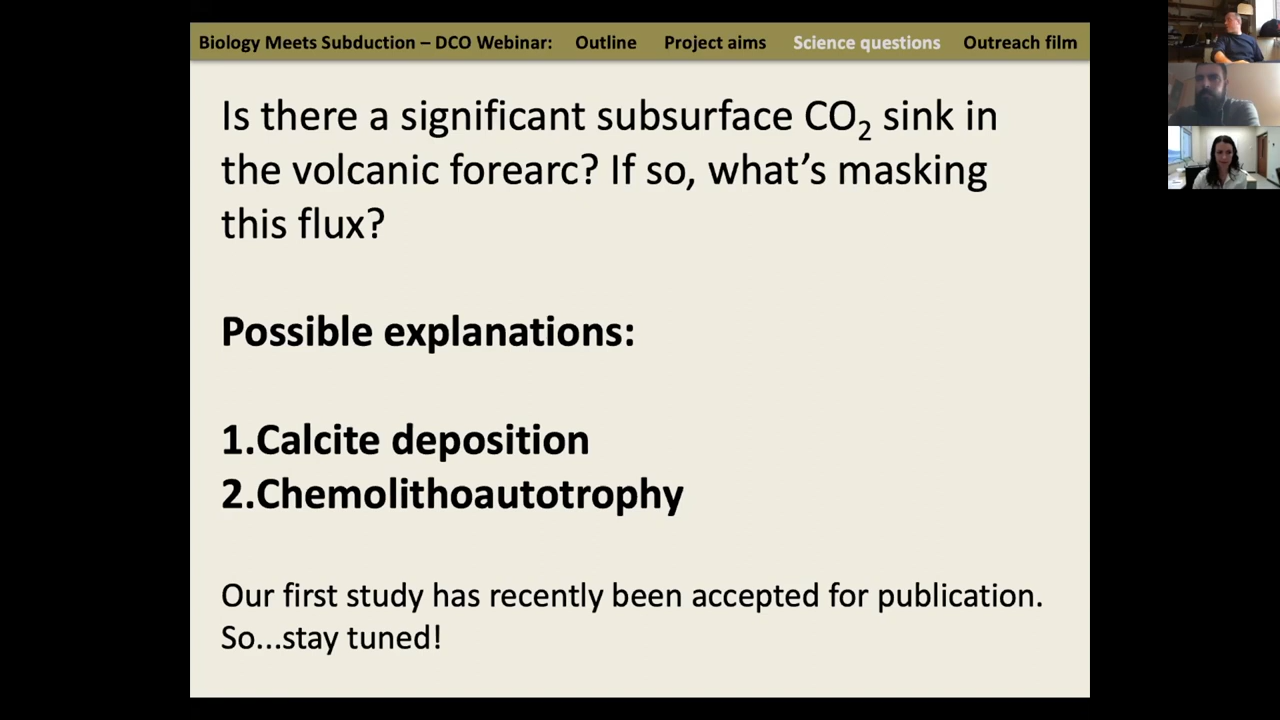 Biology Meets Subduction – DCO Webinar: Outline Project aims Science questions Outreach film
Is there a significant subsurface CO₂ sink in
the volcanic forearc? If so, what’s masking
this flux?
Possible explanations:
1.Calcite deposition
2.Chemolithoautotrophy
Our first study has recently been accepted for publication.
So...stay tuned!